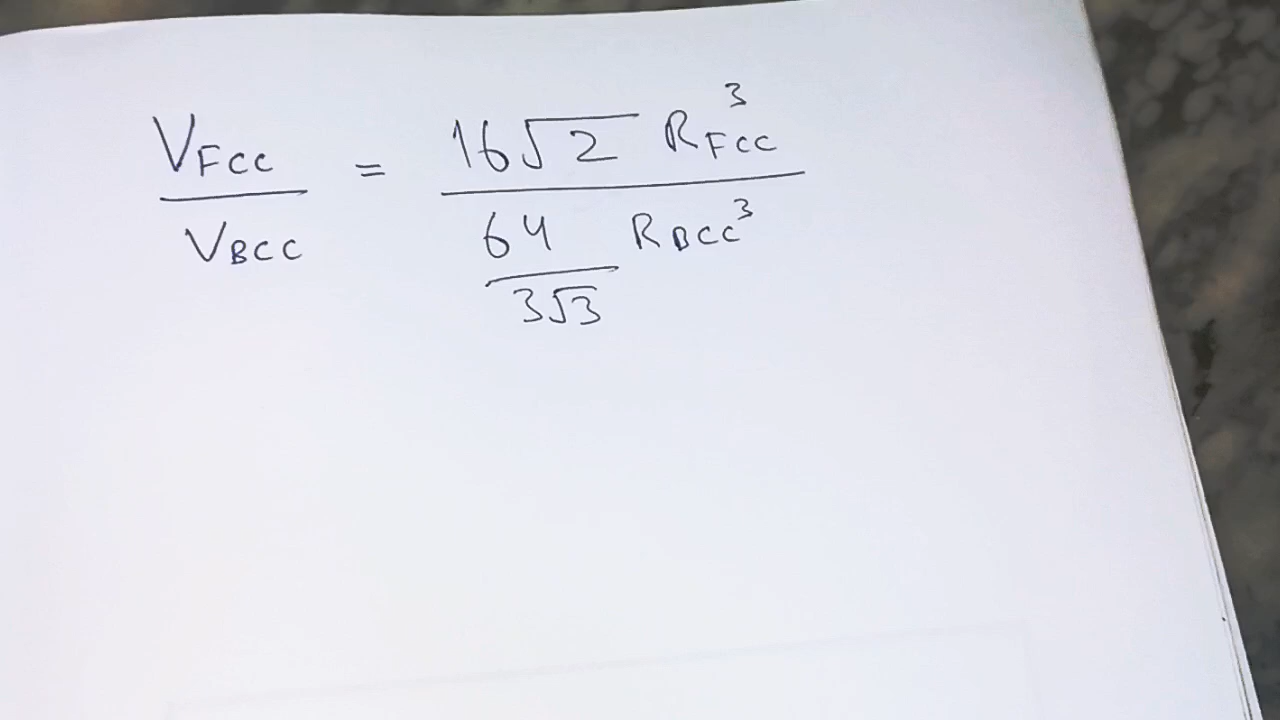 V_FCC / V_BCC = 16√2 R_FCC^3 / (64 / 3√3) R_BCC^3